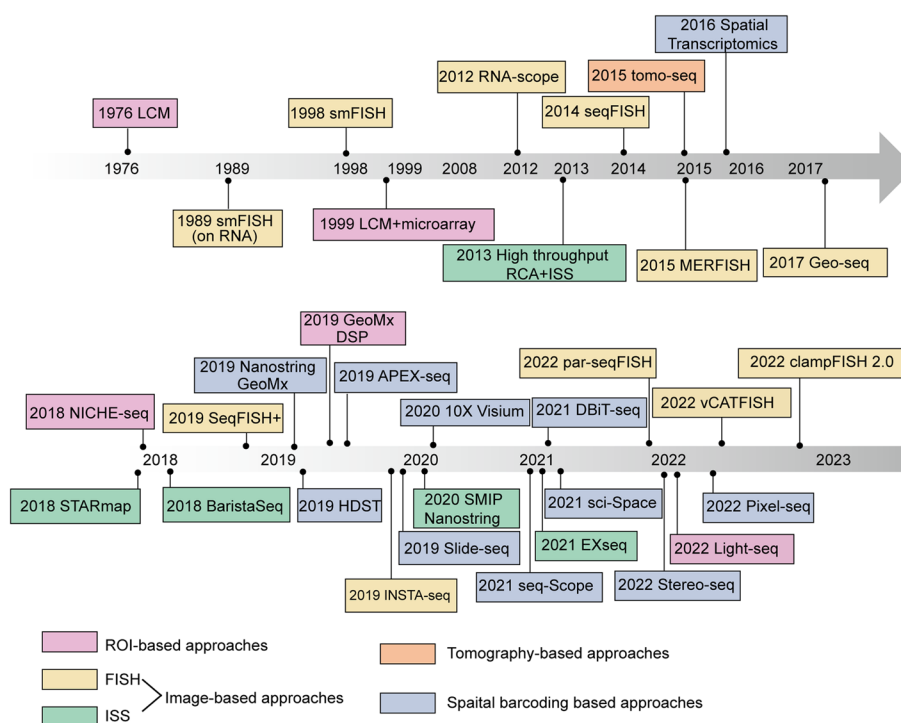 2016 Spatial
Transcriptomics
2012 RNA-scope
2015 tomo-seq
1976 LCM
1998 smFISH
2014 seqFISH
1976
1989
1998
1999
2008
2012
2013
2014
2015
2016
2017
1989 smFISH
(on RNA)
1999 LCM+microarray
2013 High throughput
RCA+ISS
2015 MERFISH
2017 Geo-seq
2019 GeoMx
DSP
2019 Nanostring
GeoMx
2019 APEX-seq
2022 par-seqFISH
2022 clampFISH 2.0
2018 NICHE-seq
2019 SeqFISH+
2020 10X Visium
2021 DBiT-seq
2022 vCATFISH
2018
2019
2020
2021
2022
2023
2018 STARmap
2018 BaristaSeq
2019 HDST
2020 SMIP
Nanostring
2021 sci-Space
2022 Pixel-seq
2019 Slide-seq
2021 EXseq
2022 Light-seq
2019 INSTA-seq
2021 seq-Scope
2022 Stereo-seq
ROI-based approaches
FISH
Image-based approaches
ISS
Tomography-based approaches
Spaital barcoding based approaches